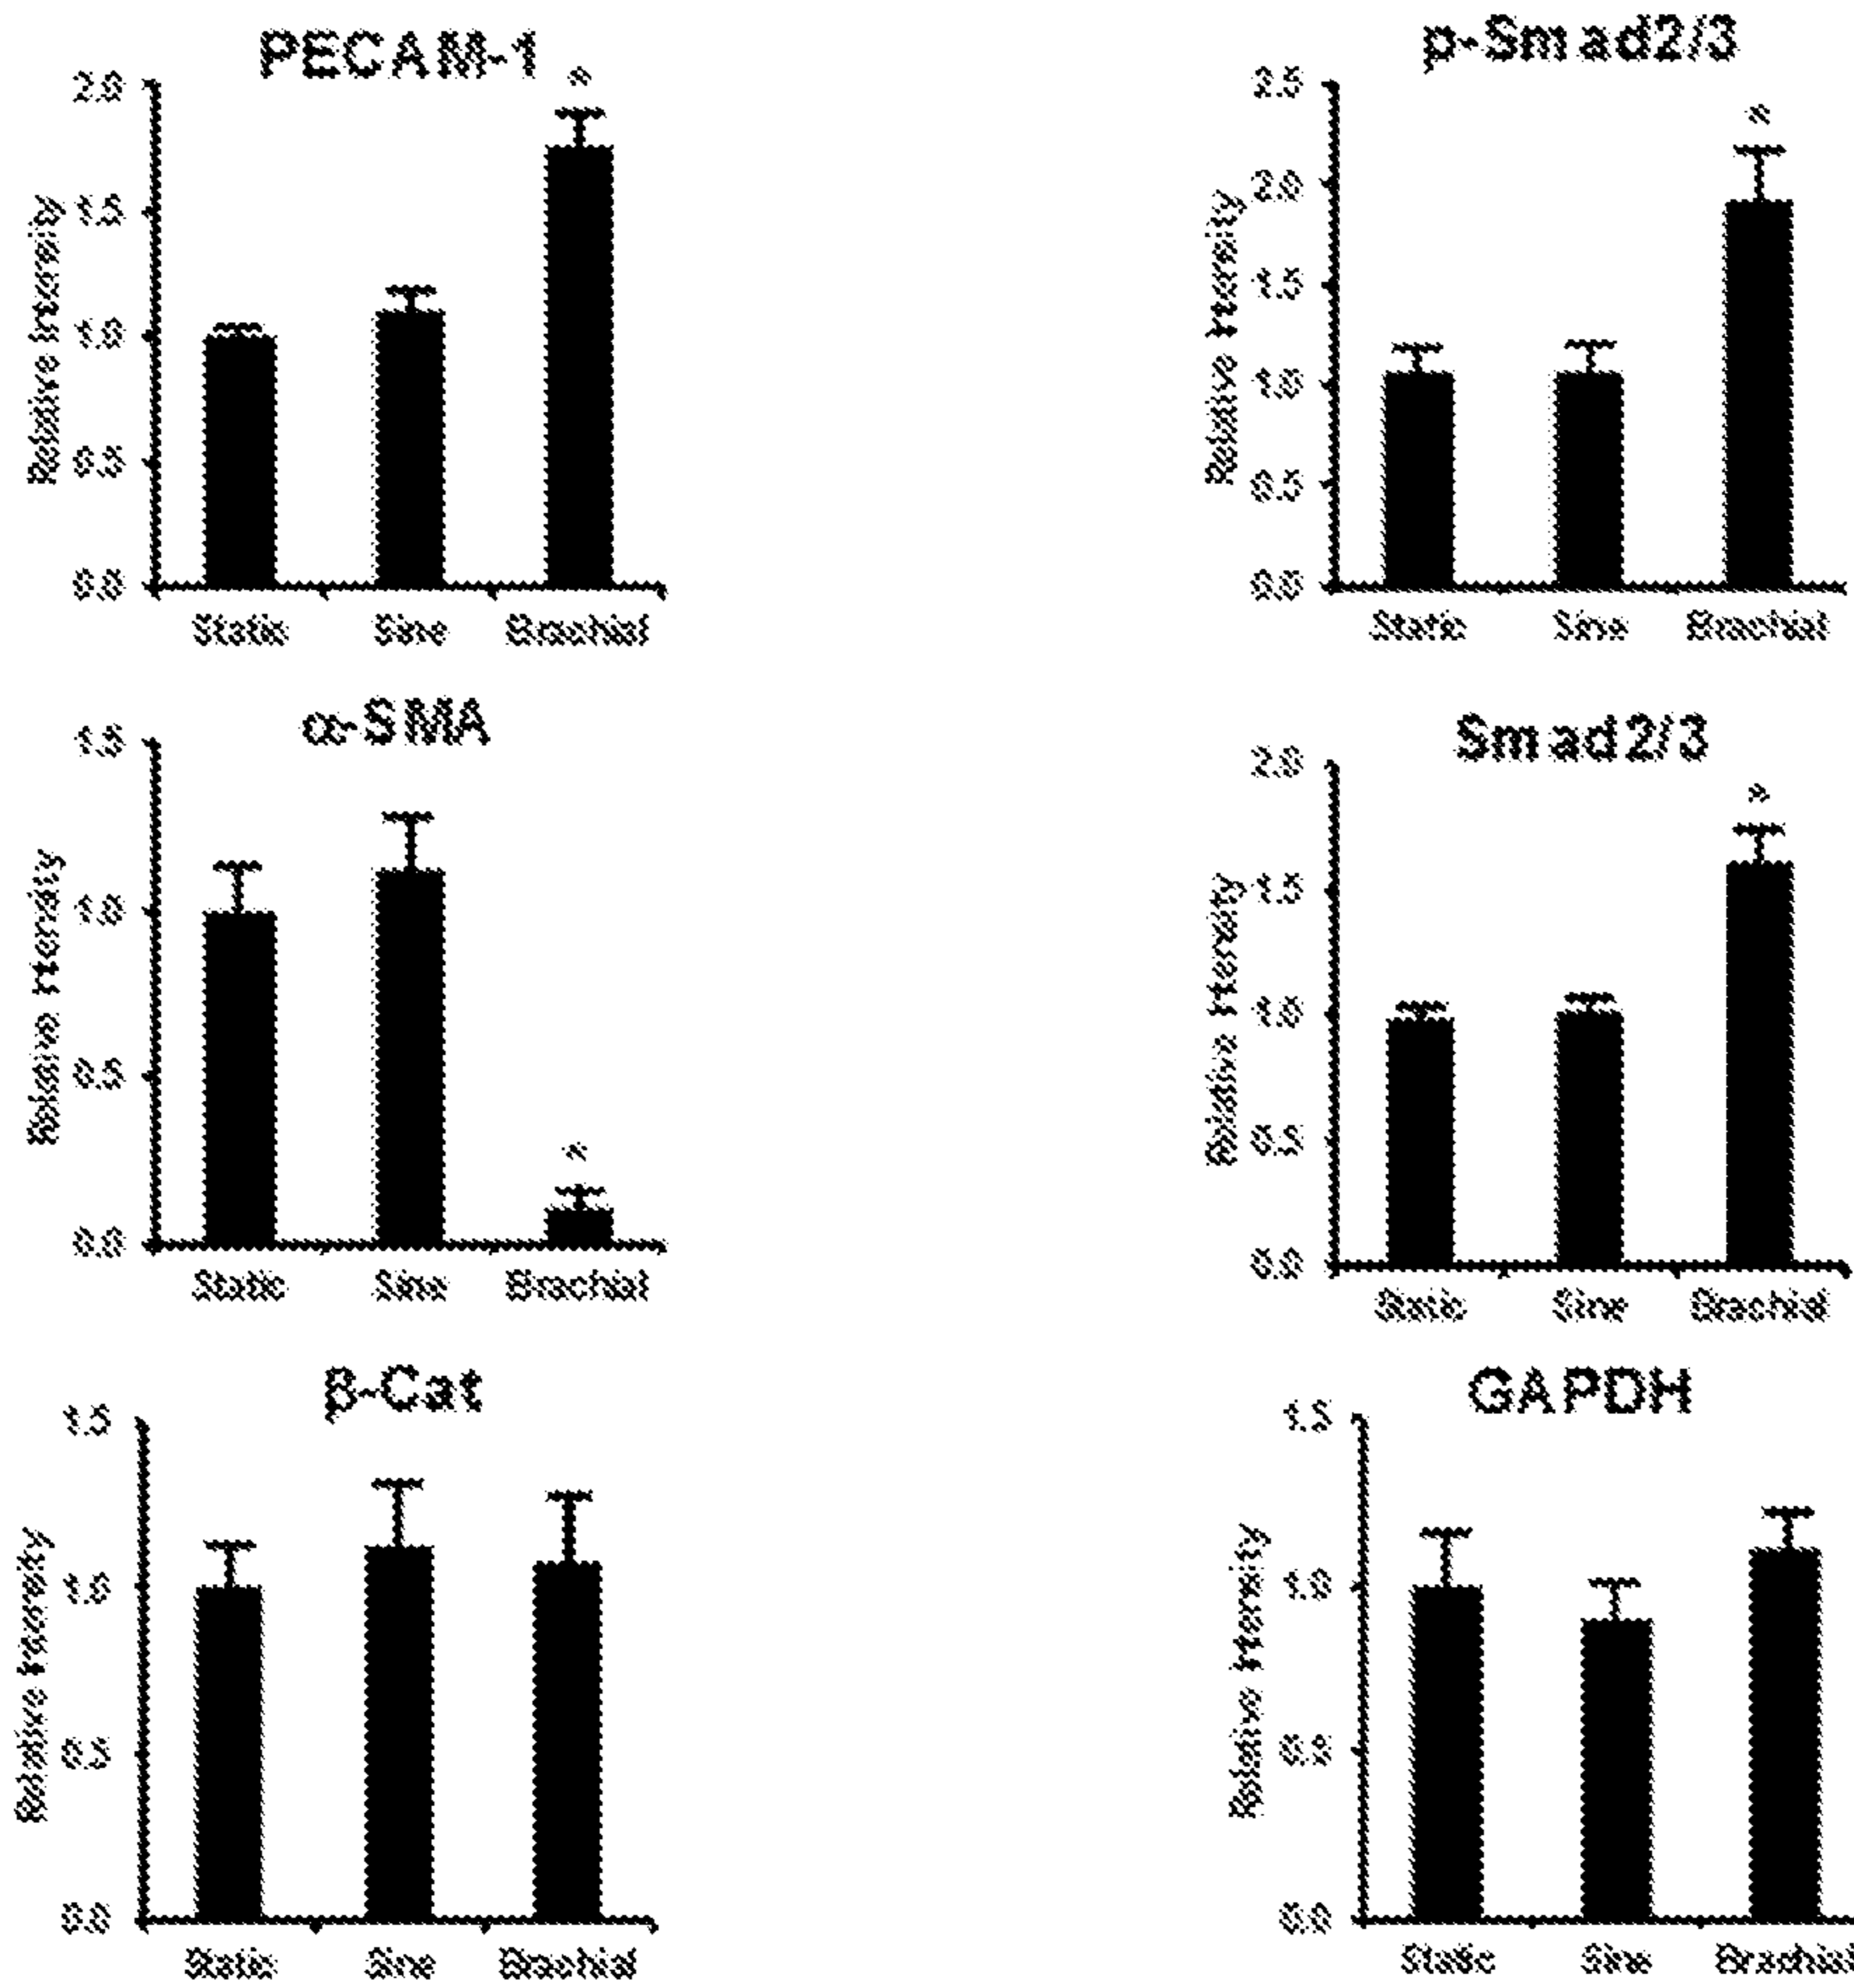 PECAM-1
Relative Intensity
2.0
1.5
1.0
0.5
0.0
*
Static
Sine
Brachial
p-Smad2/3
Relative Intensity
2.5
2.0
1.5
1.0
0.5
0.0
*
Static
Sine
Brachial
α-SMA
Relative Intensity
1.5
1.0
0.5
0.0
*
Static
Sine
Brachial
Smad2/3
Relative Intensity
2.0
1.5
1.0
0.5
0.0
*
Static
Sine
Brachial
β-Cat
Relative Intensity
1.5
1.0
0.5
0.0
Static
Sine
Brachial
GAPDH
Relative Intensity
1.5
1.0
0.5
0.0
Static
Sine
Brachial